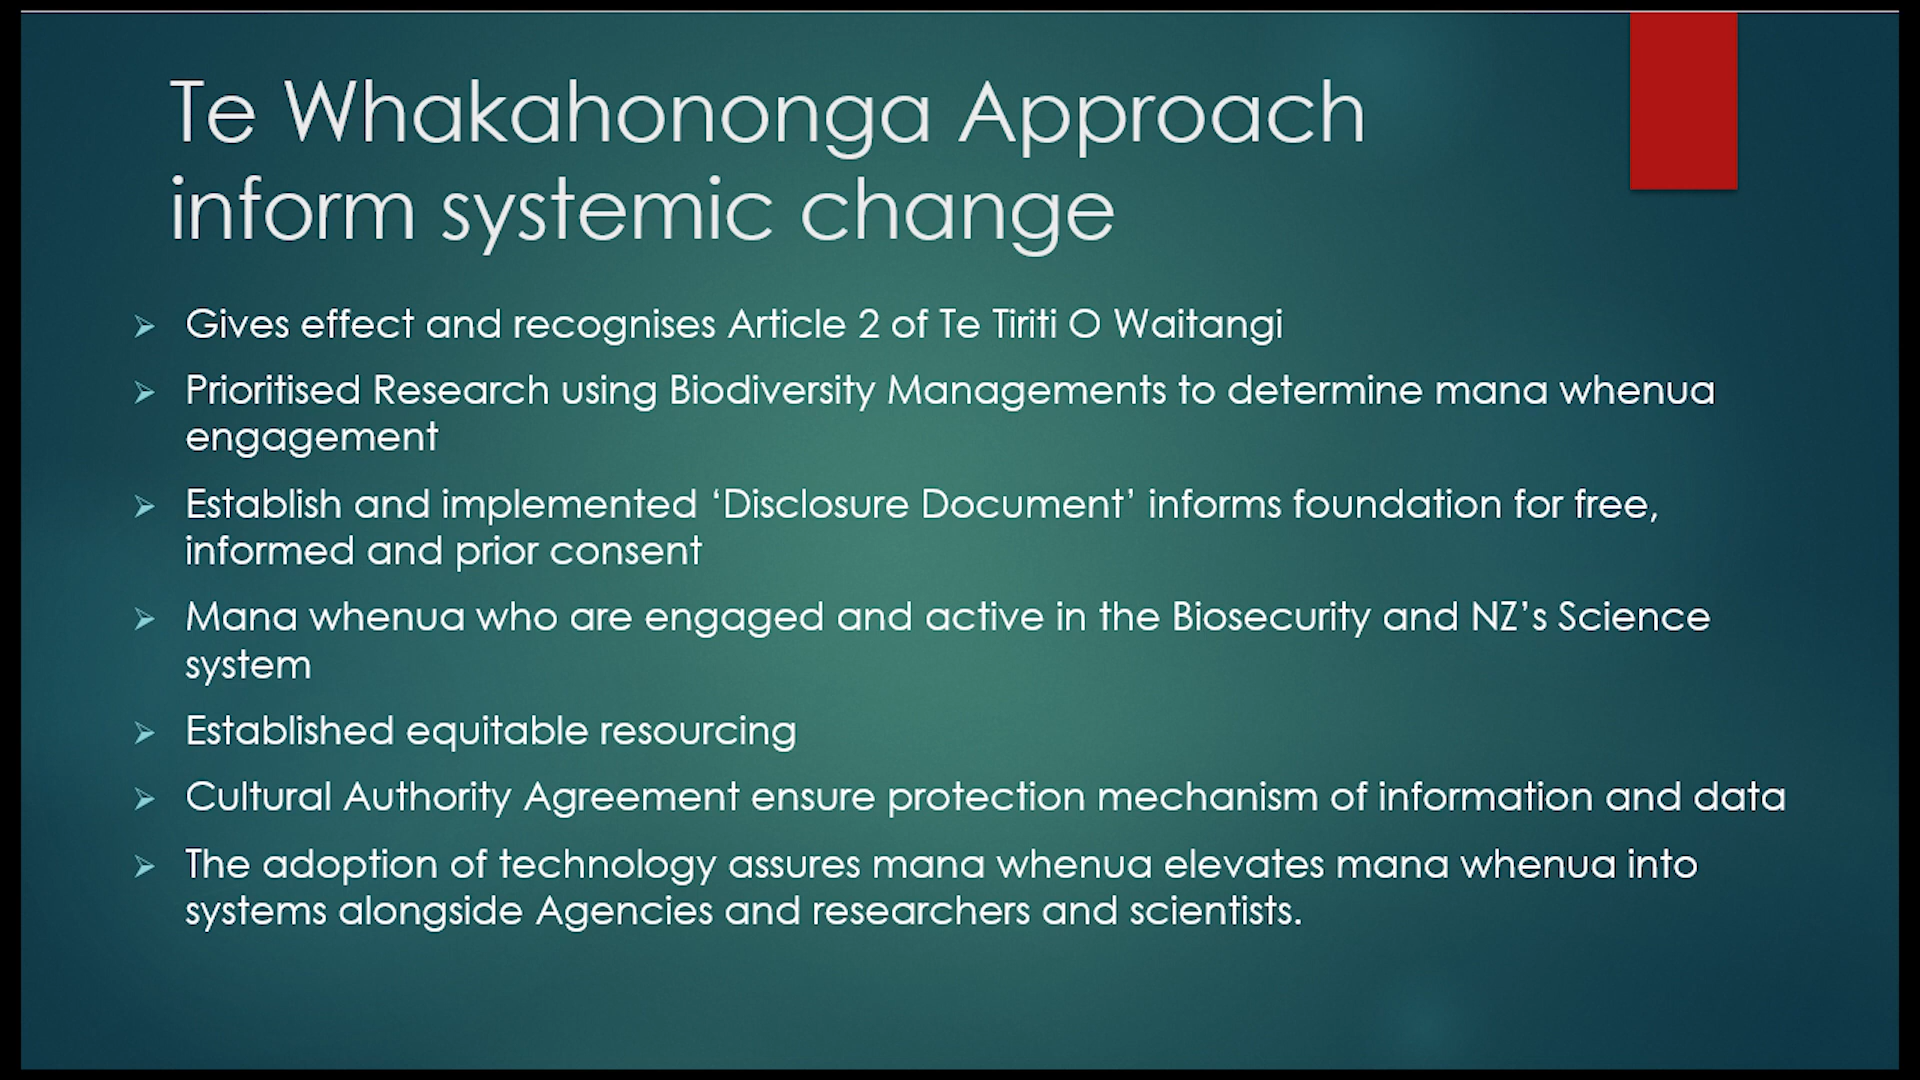 Te Whakahononga Approach
inform systemic change
Gives effect and recognises Article 2 of Te Tiriti O Waitangi
Prioritised Research using Biodiversity Managements to determine mana whenua
engagement
Establish and implemented ‘Disclosure Document’ informs foundation for free,
informed and prior consent
Mana whenua who are engaged and active in the Biosecurity and NZ’s Science
system
Established equitable resourcing
Cultural Authority Agreement ensure protection mechanism of information and data
The adoption of technology assures mana whenua elevates mana whenua into
systems alongside Agencies and researchers and scientists.